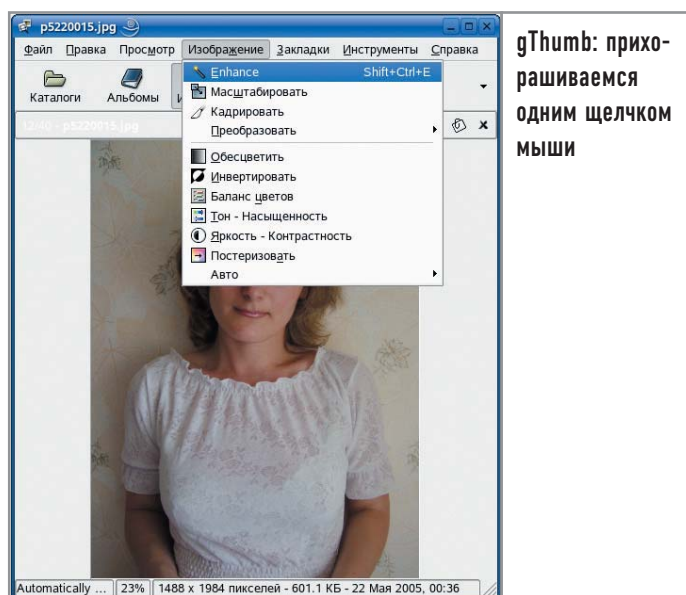 p5220015.jpg
Файл Правка Просмотр Изображение Закладки Инструменты Справка
Каталоги Альбомы
Enhance Shift+Ctrl+E
Масштабировать
Кадрировать
Преобразовать
Обесцветить
Инвертировать
Баланс цветов
Тон - Насыщенность
Яркость - Контрастность
Постеризовать
Авто
p5220015.jpg
Automatically ... 23% 1488 x 1984 пикселей - 601.1 КБ - 22 Мая 2005, 00:36
gThumb: прихо-
рашиваемся
одним щелчком
мыши